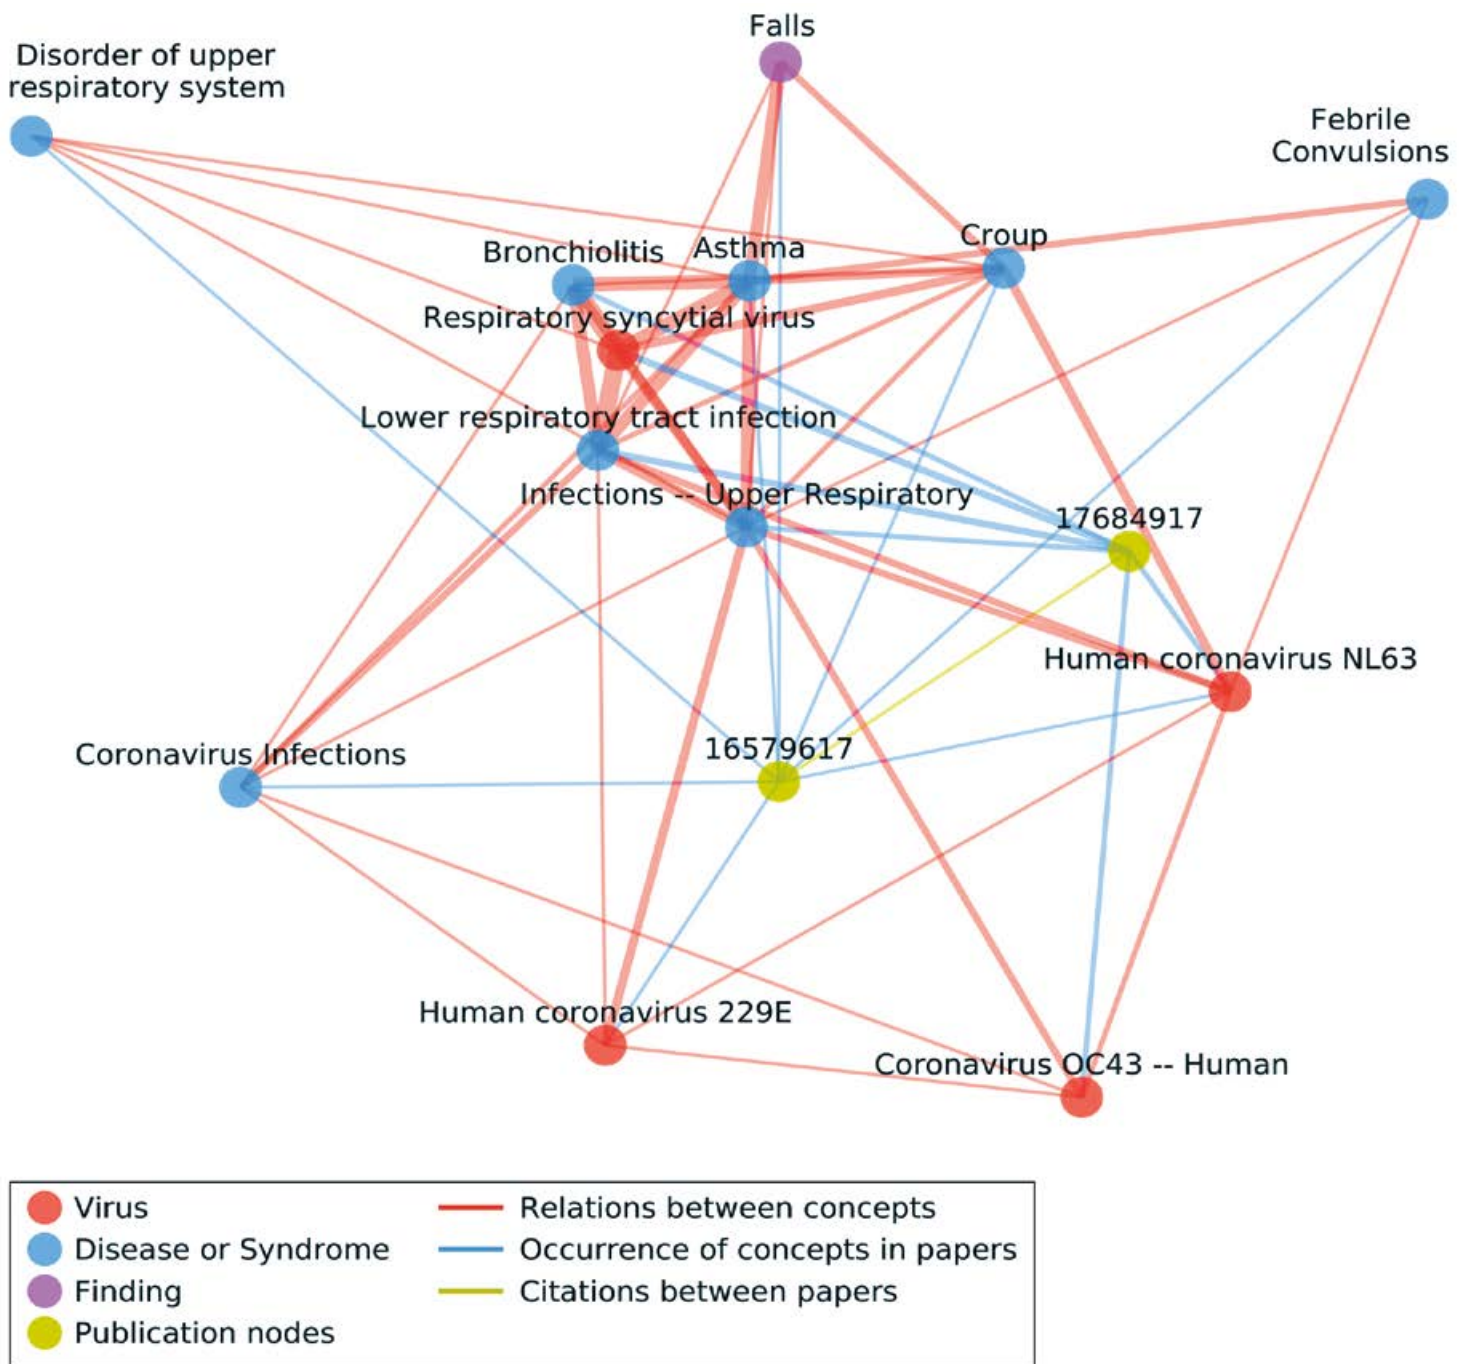 Falls
Disorder of upper
respiratory system
Febrile
Convulsions
Croup
Bronchiolitis
Asthma
Respiratory syncytial virus
Lower respiratory tract infection
Infections -- Upper Respiratory
17684917
Human coronavirus NL63
16579617
Coronavirus Infections
Human coronavirus 229E
Coronavirus OC43 -- Human
Virus
Disease or Syndrome
Finding
Publication nodes
Relations between concepts
Occurrence of concepts in papers
Citations between papers